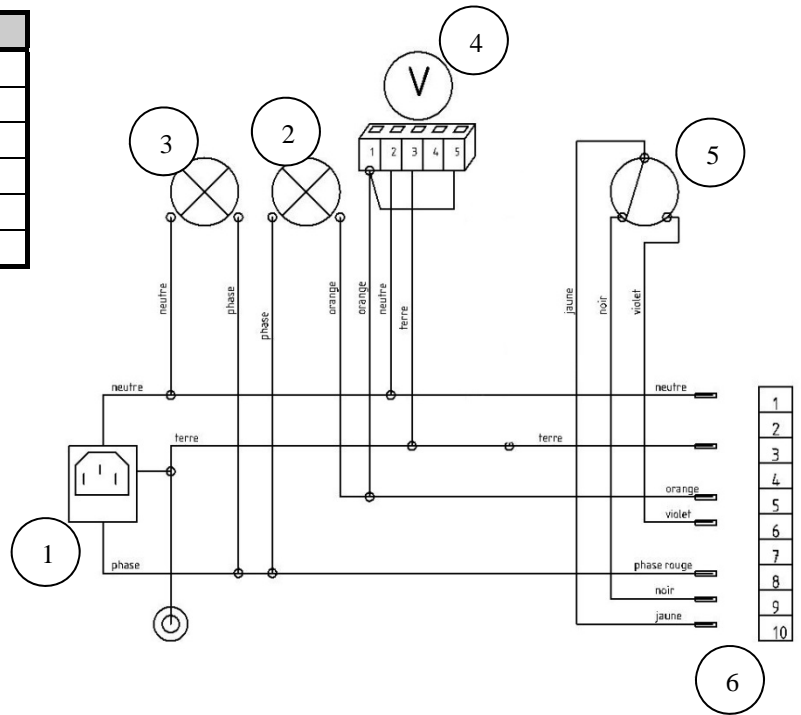 4
V
3
2
5
1 2 3 4 5
neutre
phase
phase
orange
orange
neutre
terre
jaune
noir
violet
neutre
neutre
terre
terre
orange
violet
phase
phase rouge
noir
jaune
1
1
2
3
4
5
6
7
8
9
10
6